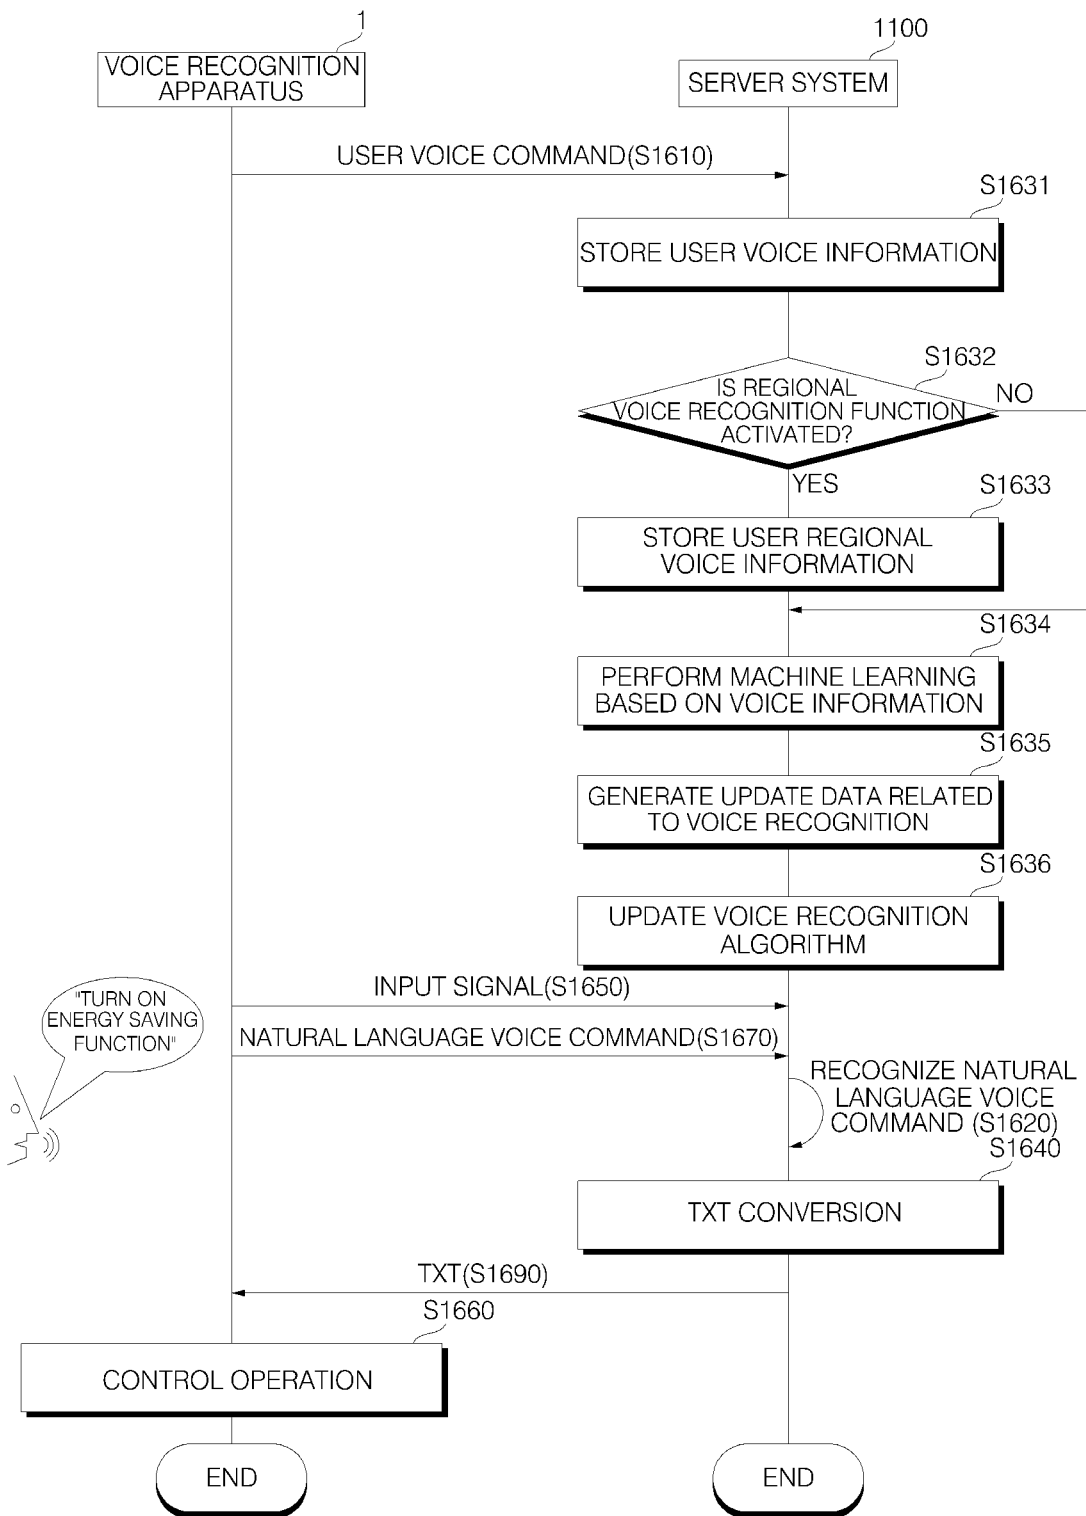 1
1100
VOICE RECOGNITION
APPARATUS
SERVER SYSTEM
USER VOICE COMMAND(S1610)
S1631
STORE USER VOICE INFORMATION
S1632
IS REGIONAL
VOICE RECOGNITION FUNCTION
ACTIVATED?
NO
YES
S1633
STORE USER REGIONAL
VOICE INFORMATION
S1634
PERFORM MACHINE LEARNING
BASED ON VOICE INFORMATION
S1635
GENERATE UPDATE DATA RELATED
TO VOICE RECOGNITION
S1636
UPDATE VOICE RECOGNITION
ALGORITHM
INPUT SIGNAL(S1650)
"TURN ON
ENERGY SAVING
FUNCTION"
NATURAL LANGUAGE VOICE COMMAND(S1670)
RECOGNIZE NATURAL
LANGUAGE VOICE
COMMAND (S1620)
S1640
TXT CONVERSION
TXT(S1690)
S1660
CONTROL OPERATION
END
END